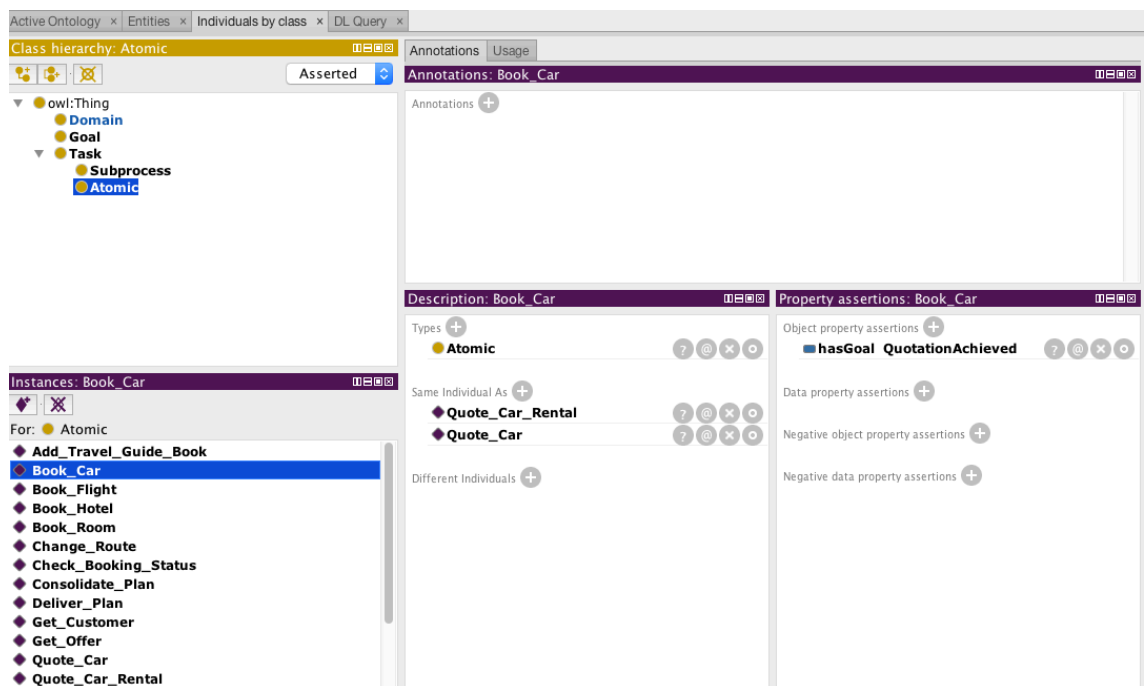 Active Ontology × Entities × Individuals by class × DL Query ×
Class hierarchy: Atomic
Asserted
owl:Thing
Domain
Goal
Task
Subprocess
Atomic
Instances: Book_Car
For: Atomic
Add_Travel_Guide_Book
Book_Car
Book_Flight
Book_Hotel
Book_Room
Change_Route
Check_Booking_Status
Consolidate_Plan
Deliver_Plan
Get_Customer
Get_Offer
Quote_Car
Quote_Car_Rental
Annotations Usage
Annotations: Book_Car
Annotations
Description: Book_Car
Types
Atomic
Same Individual As
Quote_Car_Rental
Quote_Car
Different Individuals
Property assertions: Book_Car
Object property assertions
hasGoal QuotationAchieved
Data property assertions
Negative object property assertions
Negative data property assertions